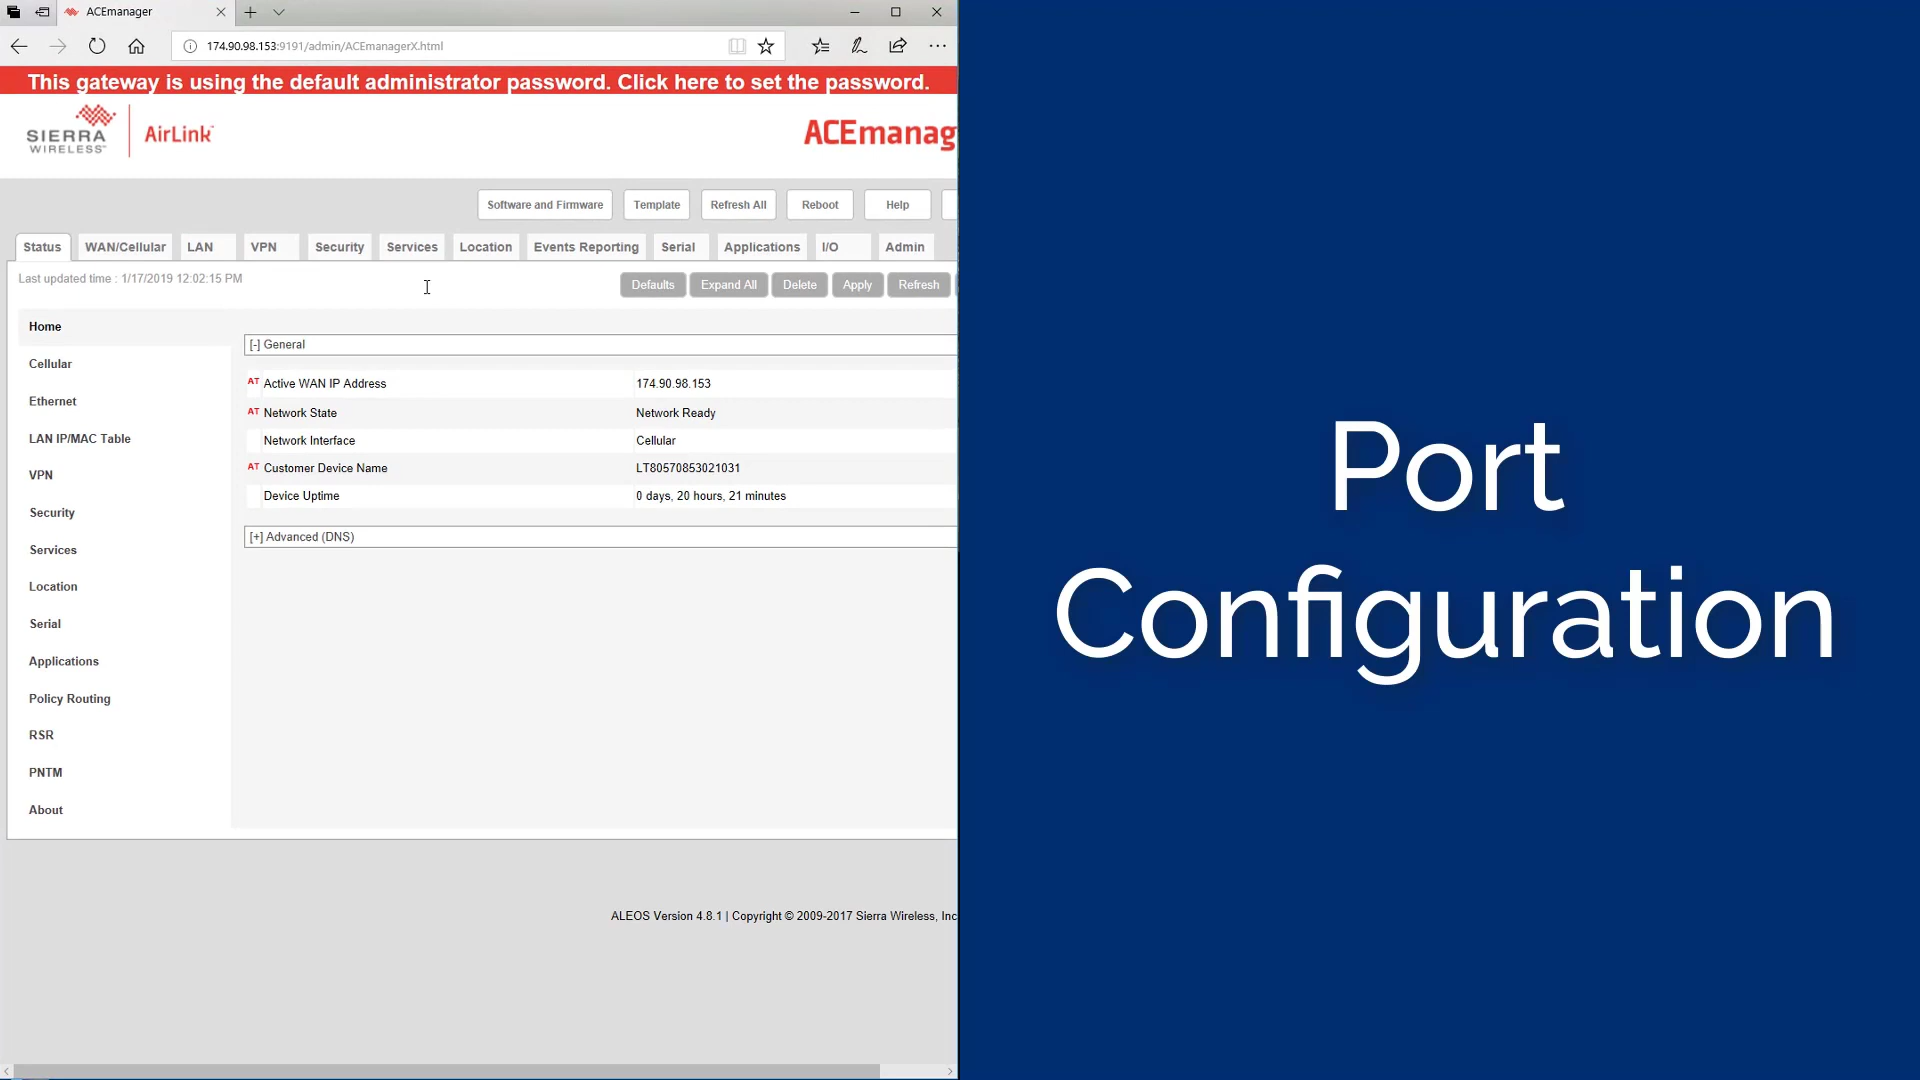 ACEmanager
174.90.98.153:9191/admin/ACEmanagerX.html
This gateway is using the default administrator password. Click here to set the password.
SIERRA
WIRELESS
AirLink
ACEmanag
Software and Firmware
Template
Refresh All
Reboot
Help
Status
WAN/Cellular
LAN
VPN
Security
Services
Location
Events Reporting
Serial
Applications
I/O
Admin
Last updated time : 1/17/2019 12:02:15 PM
Defaults
Expand All
Delete
Apply
Refresh
Home
Cellular
Ethernet
LAN IP/MAC Table
VPN
Security
Services
Location
Serial
Applications
Policy Routing
RSR
PNTM
About
[-] General
AT Active WAN IP Address 174.90.98.153
AT Network State Network Ready
Network Interface Cellular
AT Customer Device Name LT80570853021031
Device Uptime 0 days, 20 hours, 21 minutes
[+] Advanced (DNS)
ALEOS Version 4.8.1 | Copyright © 2009-2017 Sierra Wireless, Inc
Port
Configuration